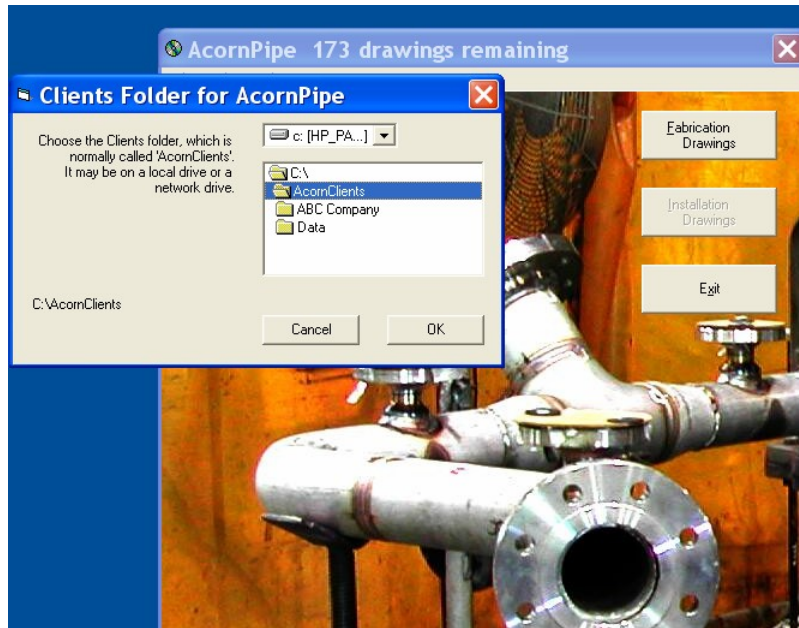 AcornPipe 173 drawings remaining
Clients Folder for AcornPipe
Choose the Clients folder, which is
normally called 'AcornClients'.
It may be on a local drive or a
network drive.
c: [HP_PA...]
C:\
AcornClients
ABC Company
Data
C:\AcornClients
Cancel
OK
Fabrication
Drawings
Installation
Drawings
Exit